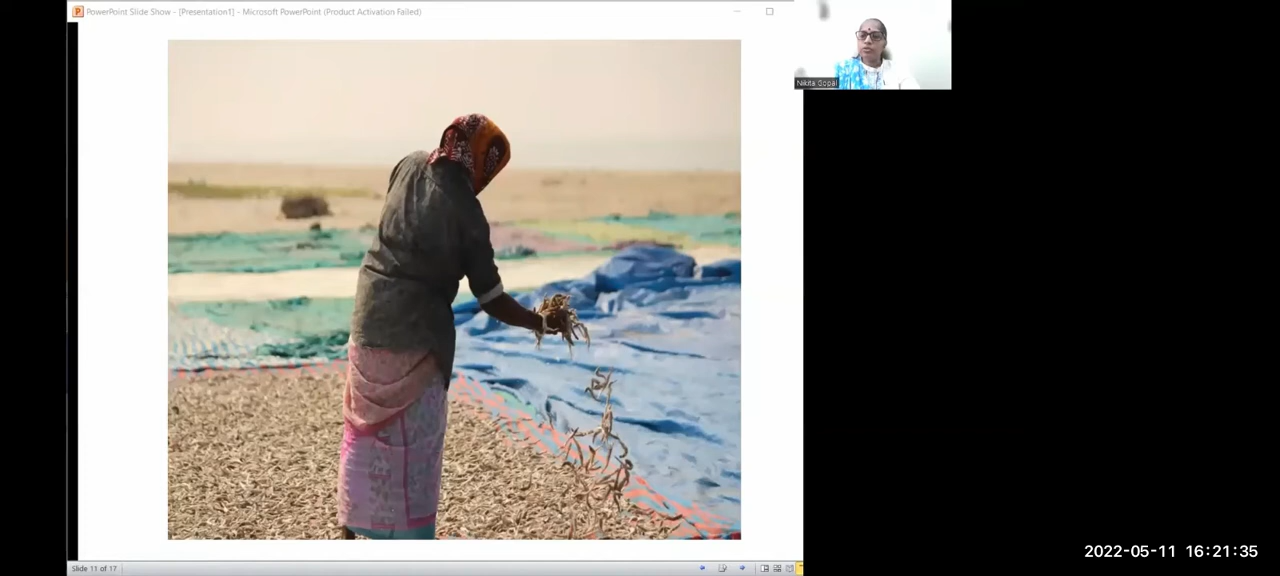 PowerPoint Slide Show - [Presentation1] - Microsoft PowerPoint (Product Activation Failed)
Nikita Gopal
Slide 11 of 17
2022-05-11 16:21:35